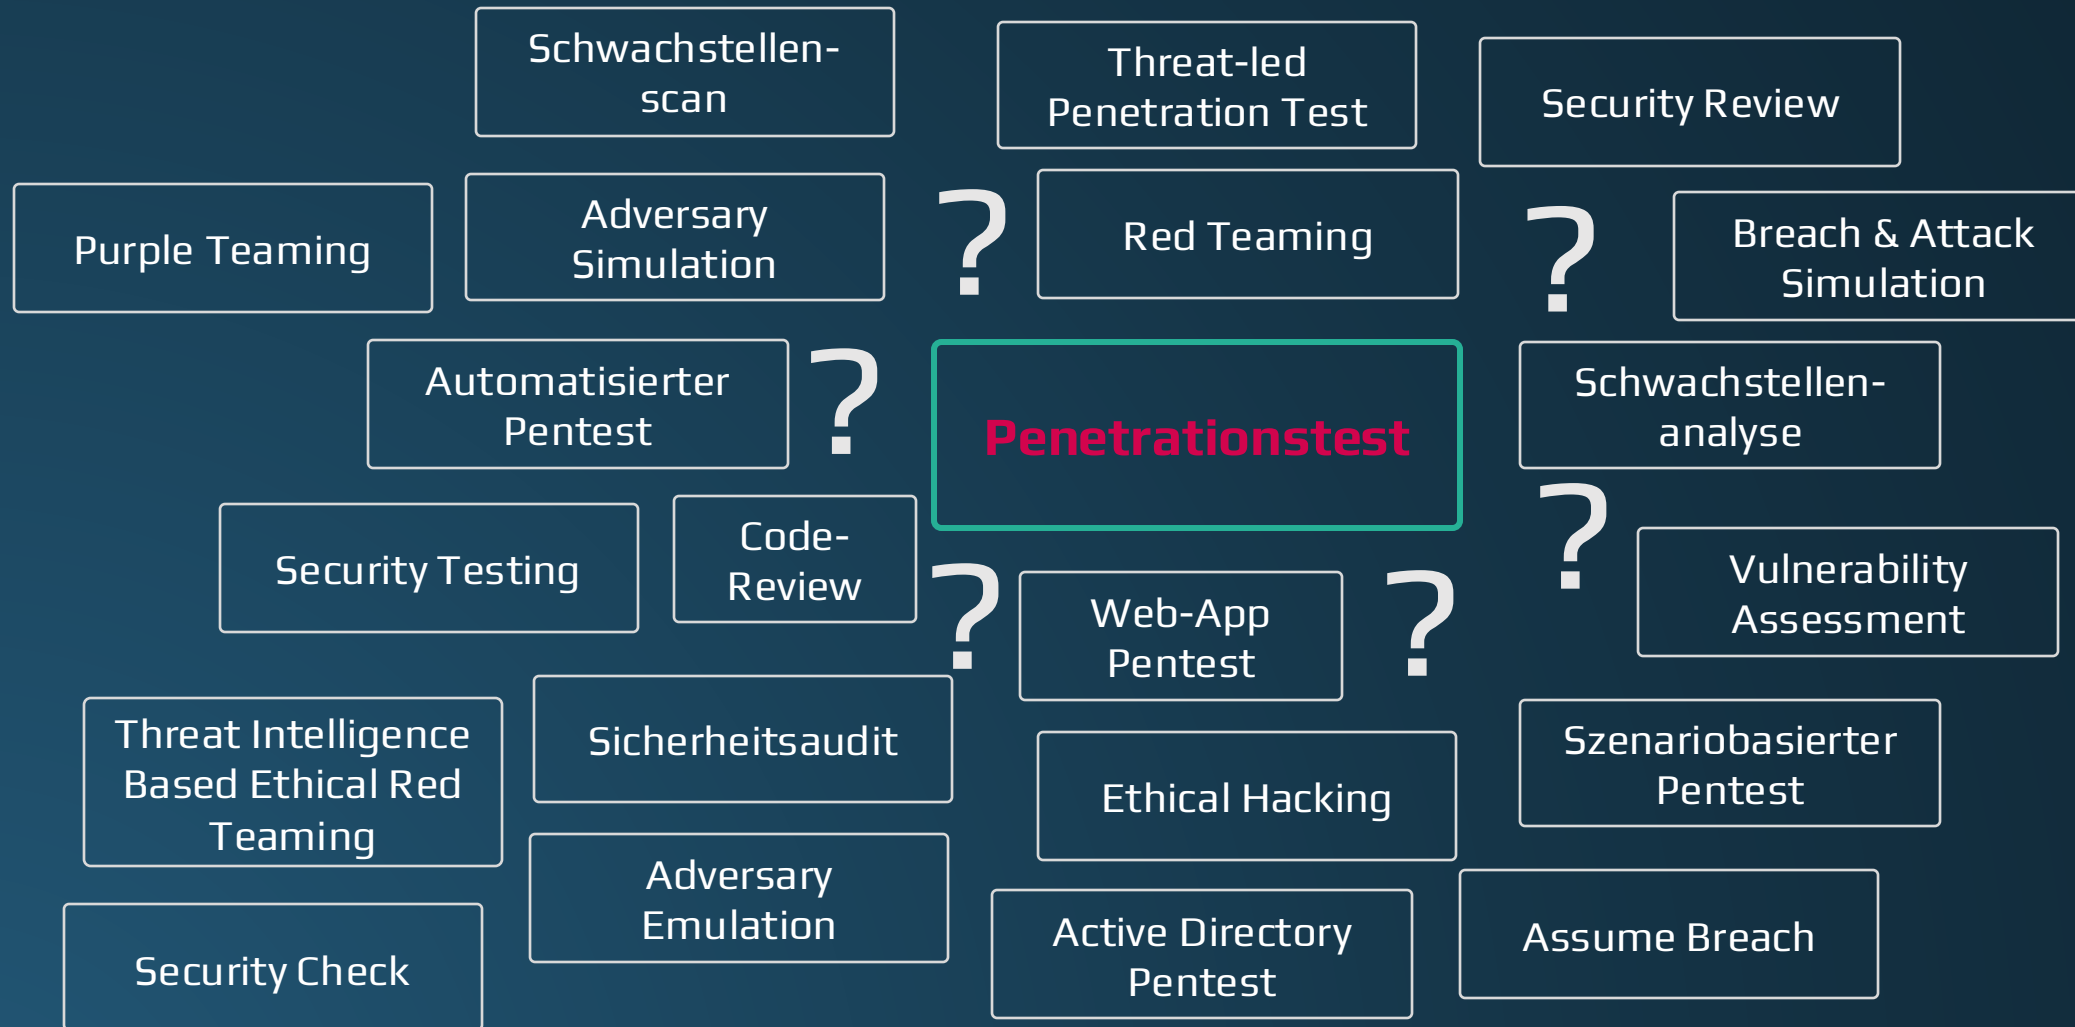 Schwachstellen-
scan
Threat-led
Penetration Test
Security Review
Purple Teaming
Adversary
Simulation
?
Red Teaming
?
Breach & Attack
Simulation
Automatisierter
Pentest
?
Penetrationstest
Schwachstellen-
analyse
Security Testing
Code-
Review
?
Web-App
Pentest
?
?
Vulnerability
Assessment
Threat Intelligence
Based Ethical Red
Teaming
Sicherheitsaudit
Ethical Hacking
Szenariobasierter
Pentest
Security Check
Adversary
Emulation
Active Directory
Pentest
Assume Breach